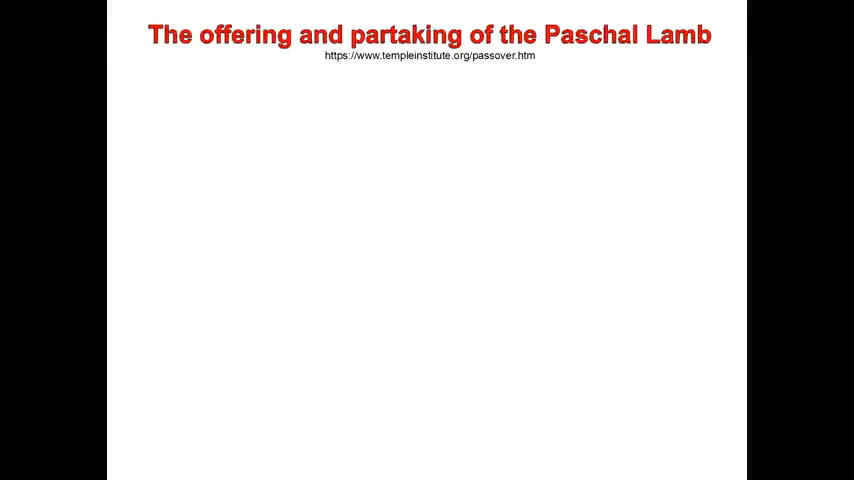 The offering and partaking of the Paschal Lamb
https://www.templeinstitute.org/passover.htm